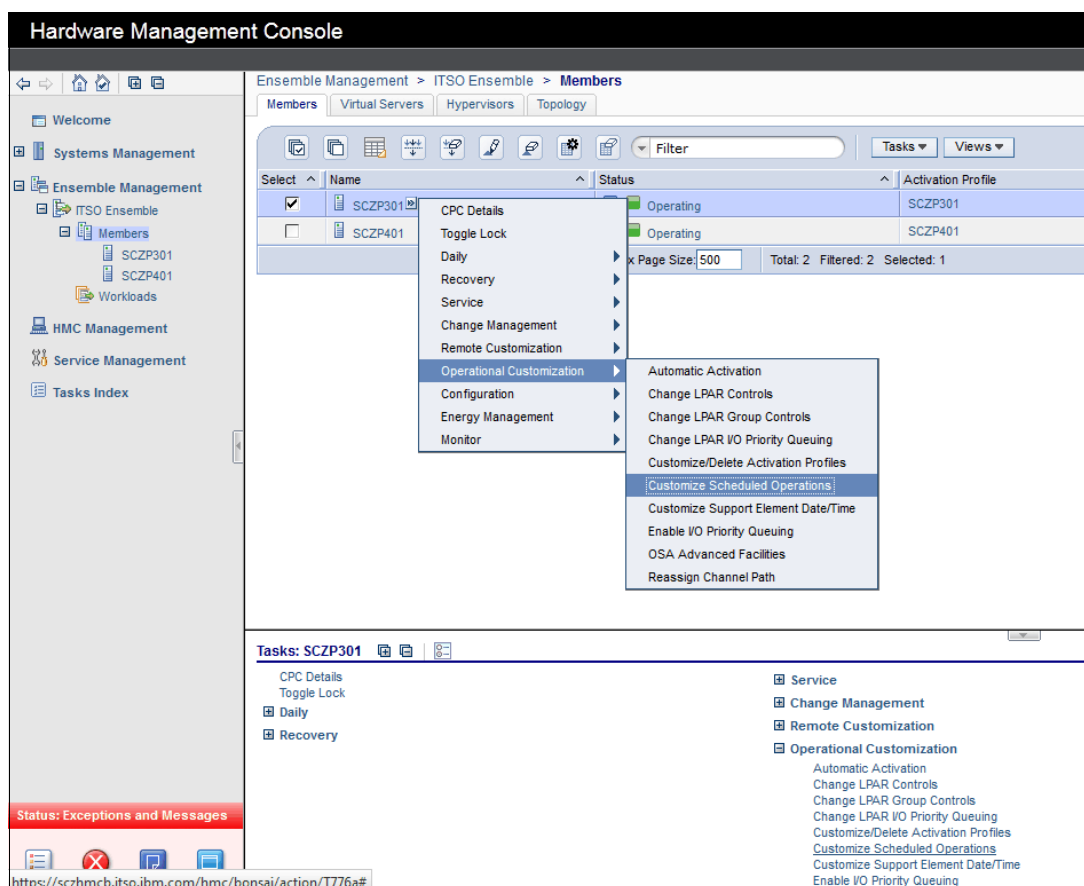 Hardware Management Console
Ensemble Management > ITSO Ensemble > Members
Members Virtual Servers Hypervisors Topology
Welcome
Systems Management
Ensemble Management
ITSO Ensemble
Members
SCZP301
SCZP401
Workloads
HMC Management
Service Management
Tasks Index
Filter Tasks Views
Select Name Status Activation Profile
SCZP301 Operating SCZP301
SCZP401 Operating SCZP401
x Page Size: 500 Total: 2 Filtered: 2 Selected: 1
CPC Details
Toggle Lock
Daily
Recovery
Service
Change Management
Remote Customization
Operational Customization
Configuration
Energy Management
Monitor
Automatic Activation
Change LPAR Controls
Change LPAR Group Controls
Change LPAR I/O Priority Queuing
Customize/Delete Activation Profiles
Customize Scheduled Operations
Customize Support Element Date/Time
Enable I/O Priority Queuing
OSA Advanced Facilities
Reassign Channel Path
Tasks: SCZP301
CPC Details
Toggle Lock
Daily
Recovery
Service
Change Management
Remote Customization
Operational Customization
Automatic Activation
Change LPAR Controls
Change LPAR Group Controls
Change LPAR I/O Priority Queuing
Customize/Delete Activation Profiles
Customize Scheduled Operations
Customize Support Element Date/Time
Enable I/O Priority Queuing
Status: Exceptions and Messages
https://sczhmcb.itso.ibm.com/hmc/bonsai/action/T776a#